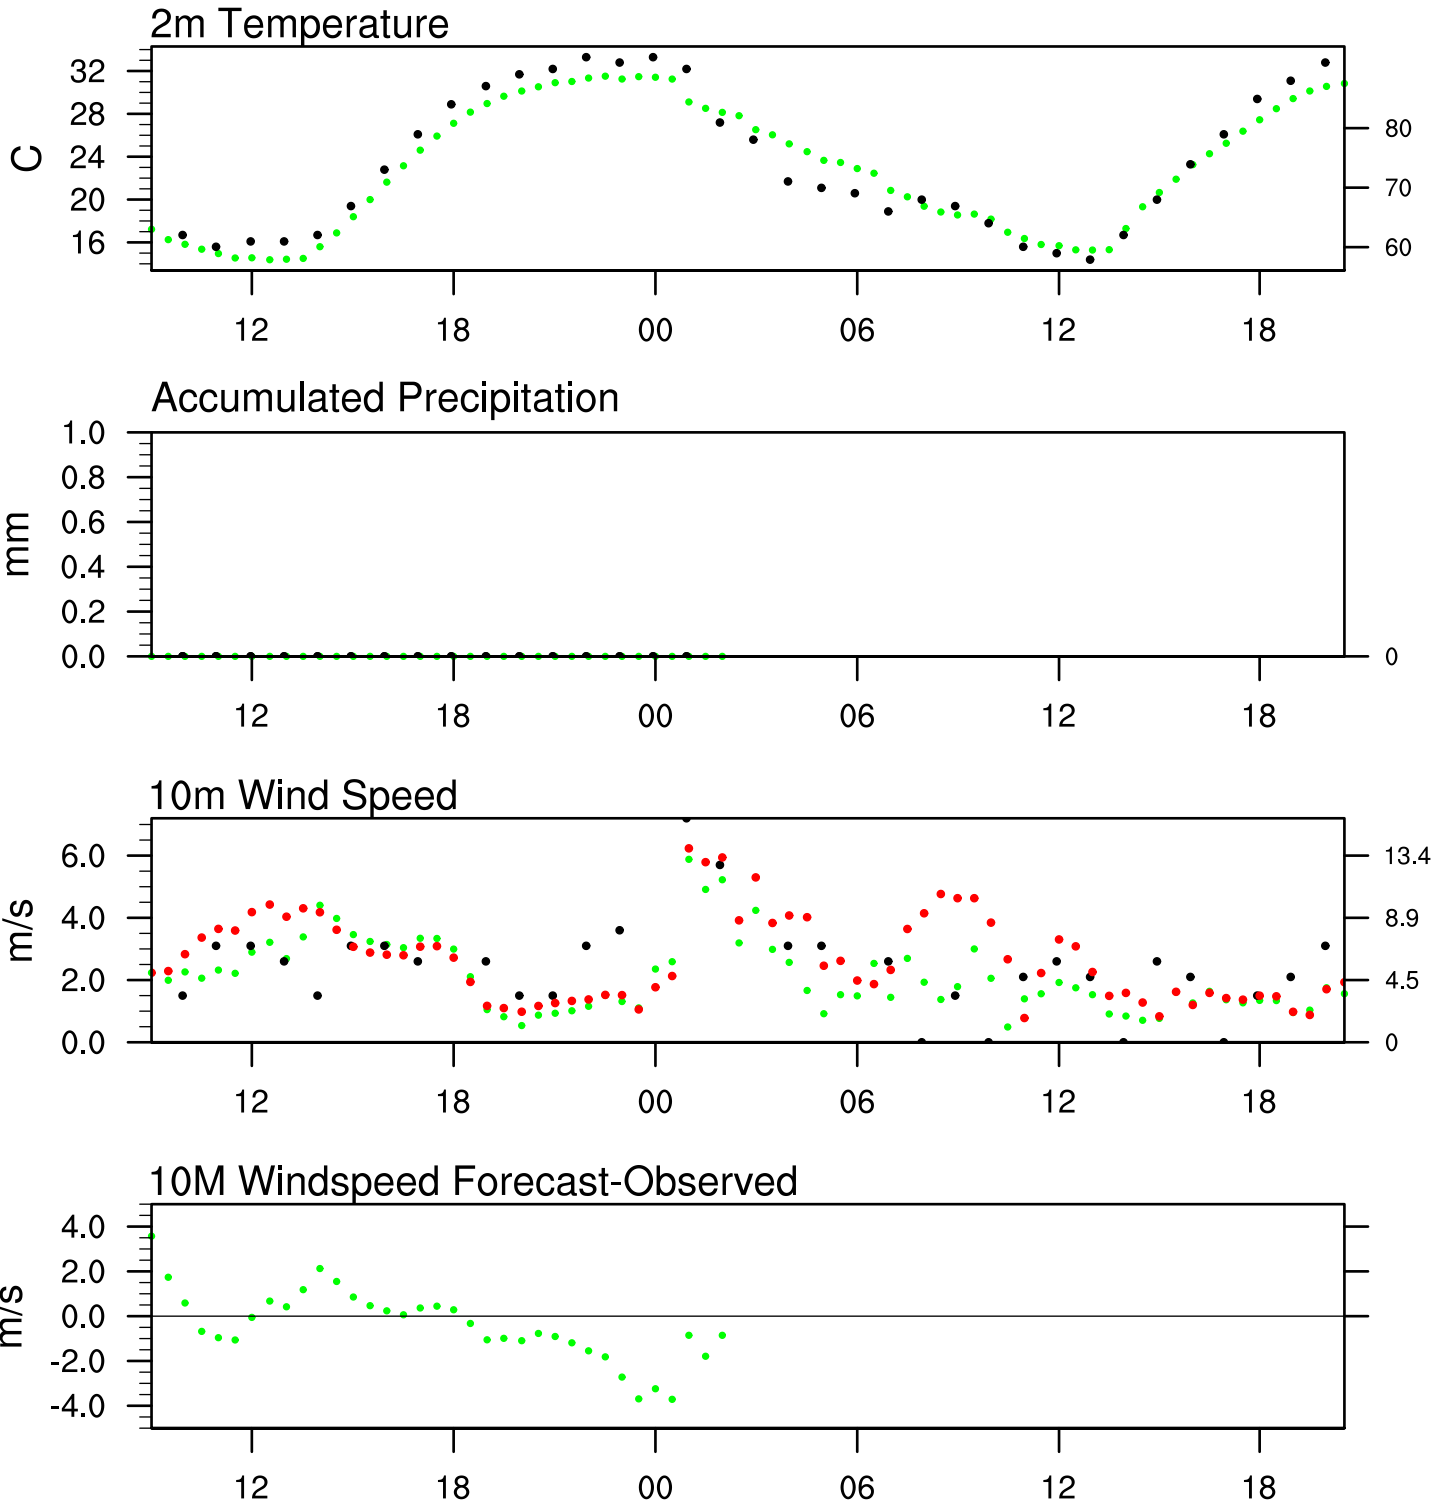 2m Temperature
32
28
24
20
16
C
80
70
60
12 18 00 06 12 18
Accumulated Precipitation
1.0
0.8
0.6
0.4
0.2
0.0
mm
0
12 18 00 06 12 18
10m Wind Speed
6.0
4.0
2.0
0.0
m/s
13.4
8.9
4.5
0
12 18 00 06 12 18
10M Windspeed Forecast-Observed
4.0
2.0
0.0
-2.0
-4.0
m/s
12 18 00 06 12 18